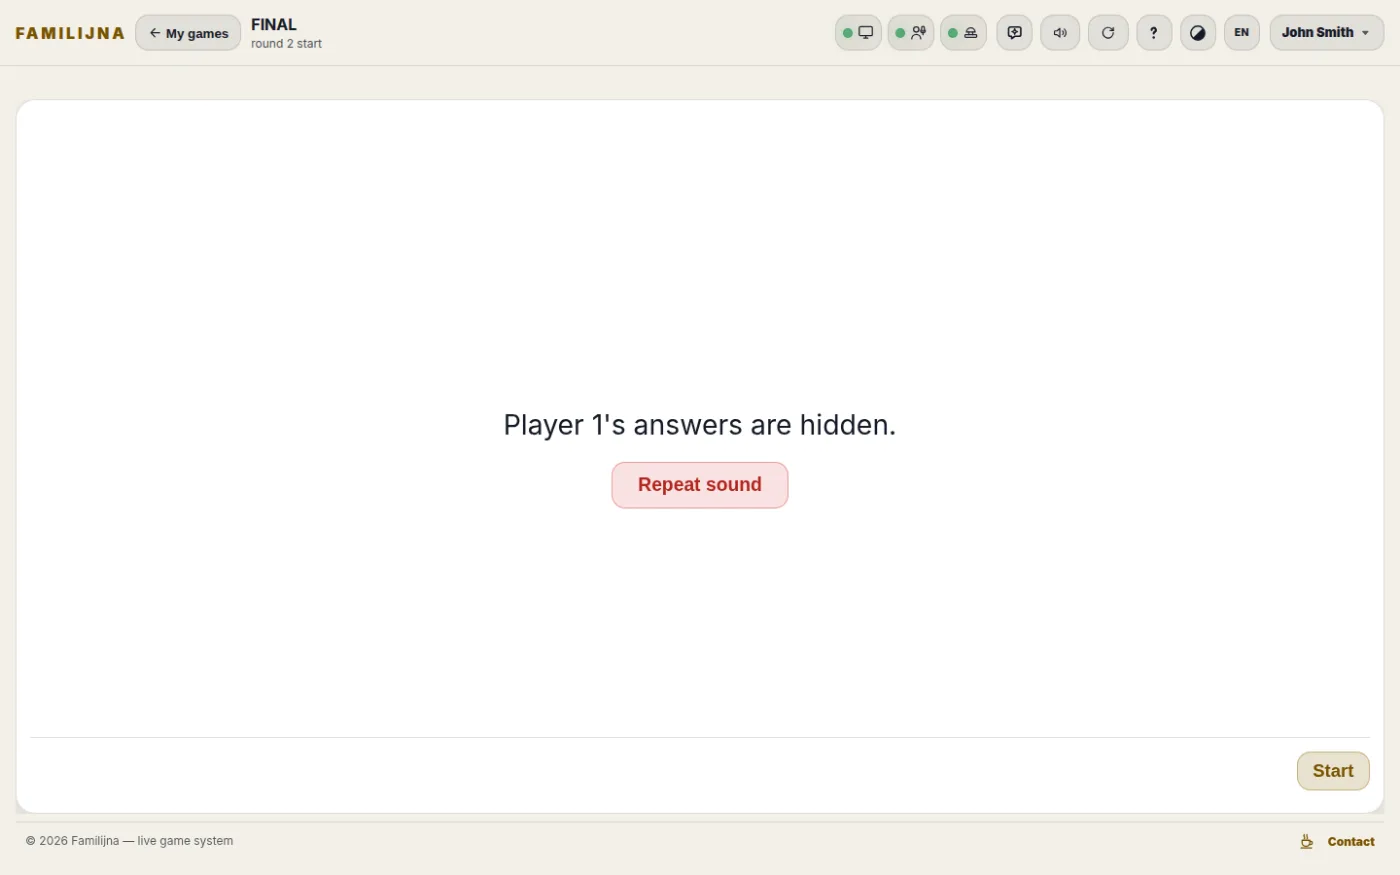 FAMILIJNA
My games
FINAL
round 2 start
?
EN
John Smith
Player 1's answers are hidden.
Repeat sound
Start
© 2026 Familijna — live game system
Contact